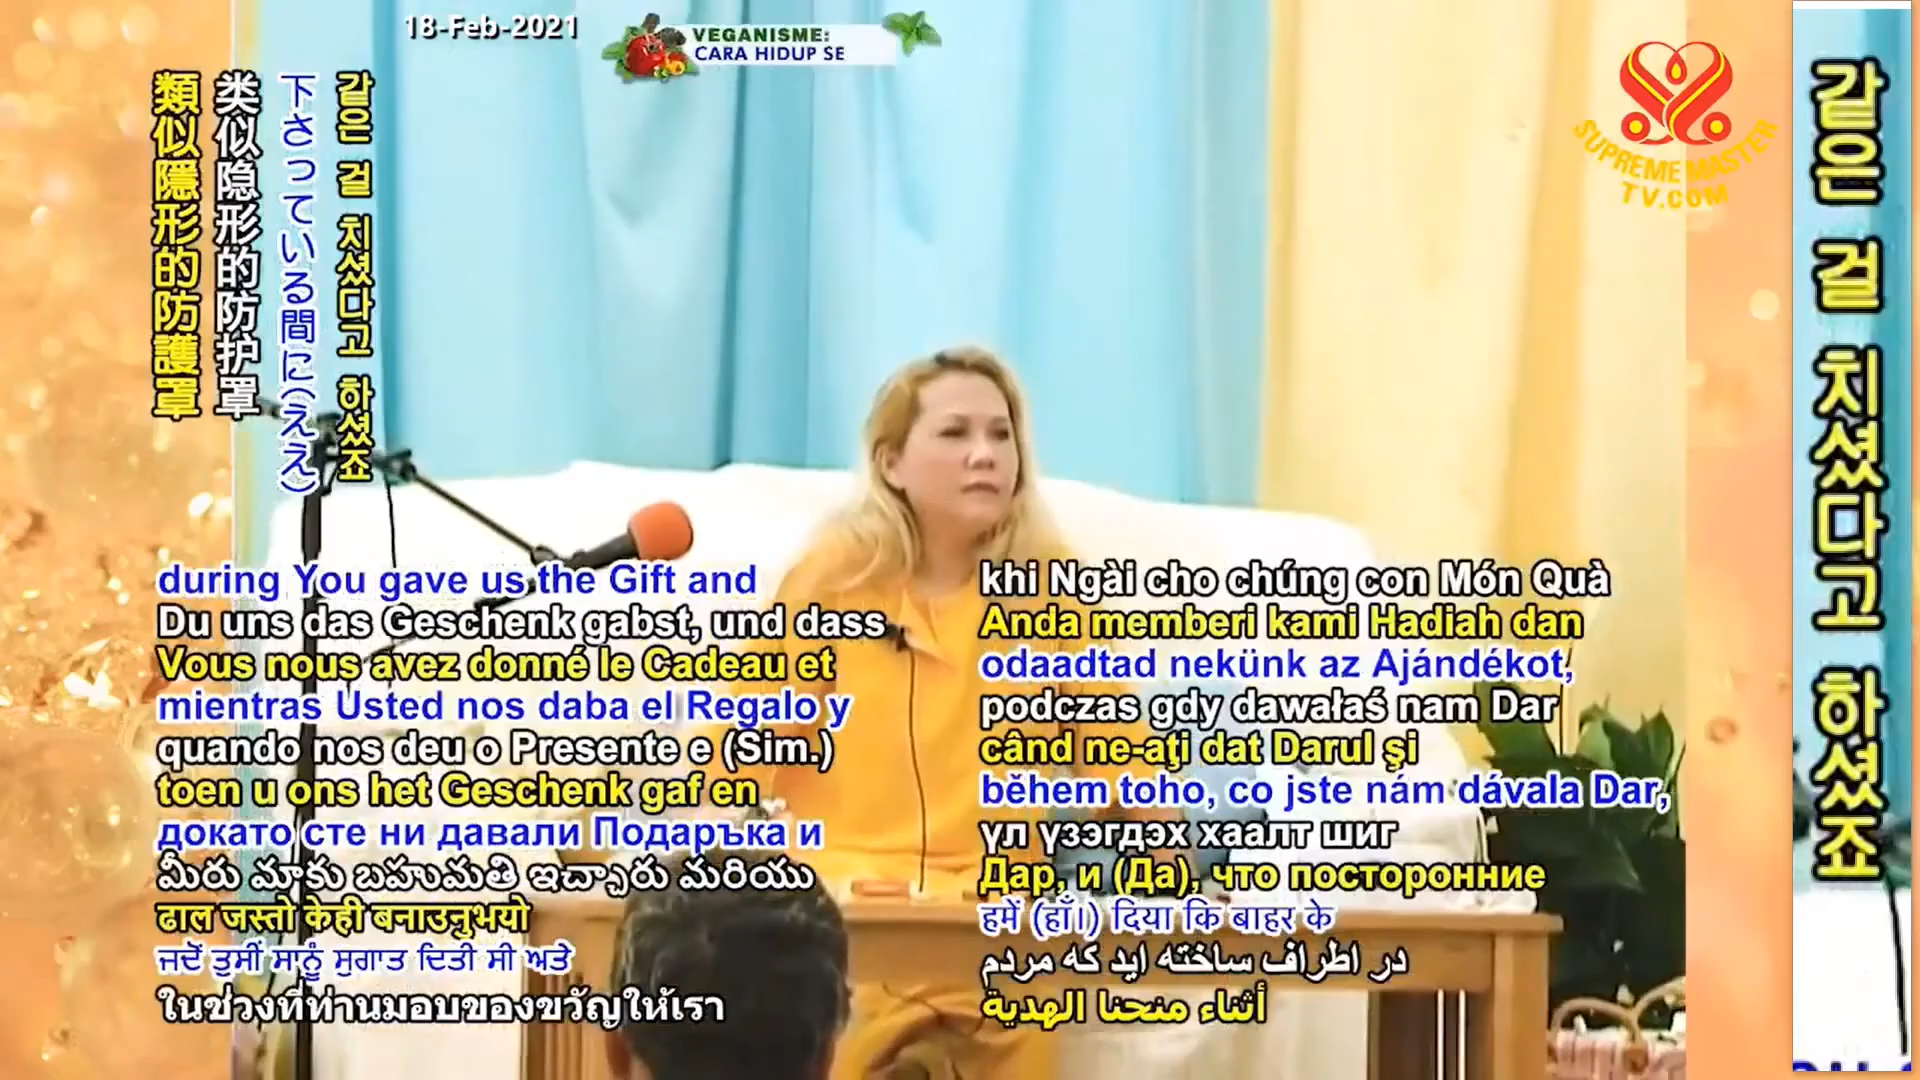 18-Feb-2021
VEGANISME:
CARA HIDUP SE
SUPREME MASTER
TV.COM
類似隱形的防護罩
类似隐形的防护罩
下さっている間に(ええ)
같은 걸 치셨다고 하셨죠
during You gave us the Gift and
Du uns das Geschenk gabst, und dass
Vous nous avez donné le Cadeau et
mientras Usted nos daba el Regalo y
quando nos deu o Presente e (Sim.)
toen u ons het Geschenk gaf en
докато сте ни давали Подаръка и
మీరు మాకు బహుమతి ఇచ్చారు మరియు
ढाल जस्तो केही बनाउनुभयो
ਜਦੋਂ ਤੁਸੀਂ ਸਾਨੂੰ ਸੁਗਾਤ ਦਿਤੀ ਸੀ ਅਤੇ
ในช่วงที่ท่านมอบของขวัญให้เรา
khi Ngài cho chúng con Món Quà
Anda memberi kami Hadiah dan
odaadtad nekünk az Ajándékot,
podczas gdy dawałaś nam Dar
când ne-aţi dat Darul şi
během toho, co jste nám dávala Dar,
үл үзэгдэх хаалт шиг
Дар, и (Да), что посторонние
हमें (हाँ।) दिया कि बाहर के
در اطراف ساخته اید که مردم
أثناء منحنا الهدية
같은 걸 치셨다고 하셨죠